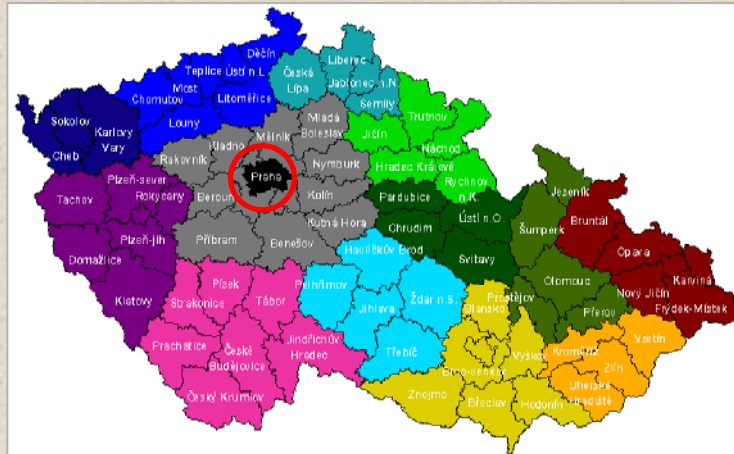 Děčín
Teplice
Ústí n.L
Most
Chomutov
Litoměřice
Louny
Liberec
Česká
Lípa
Jablonec n.N
Semily
Sokolov
Karlovy
Vary
Cheb
Mladá
Boleslav
Mělník
Kladno
Rakovník
Praha
Nymburk
Beroun
Kolín
Kutná Hora
Příbram
Benešov
Trutnov
Jičín
Náchod
Hradec Králové
Rychnov
n.K.
Plzeň-sever
Tachov
Rokycany
Plzeň-jih
Domažlice
Klatovy
Pardubice
Ústí n.O.
Chrudim
Svitavy
Jeseník
Šumperk
Bruntál
Opava
Karviná
Olomouc
Nový Jičín
Frýdek-Místek
Prostějov
Přerov
Havlíčkův Brod
Pelhřimov
Jihlava
Žďár n.S.
Třebíč
Písek
Strakonice
Tábor
Prachatice
České
Budějovice
Jindřichův
Hradec
Český Krumlov
Blansko
Vyškov
Brno-venkov
Znojmo
Břeclav
Hodonín
Vsetín
Kroměříž
Zlín
Uherské
Hradiště